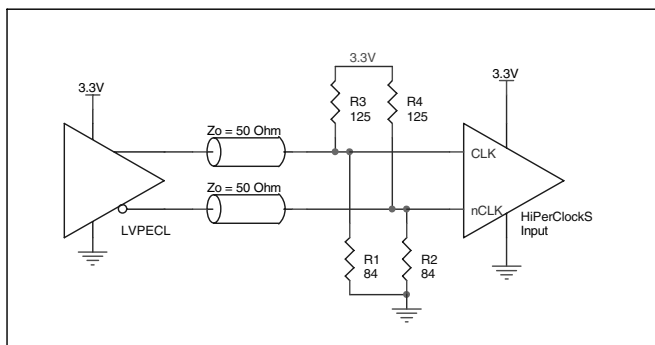 3.3V
3.3V
3.3V
R3
125
R4
125
Zo = 50 Ohm
CLK
Zo = 50 Ohm
nCLK
HiPerClockS
Input
LVPECL
R1
84
R2
84